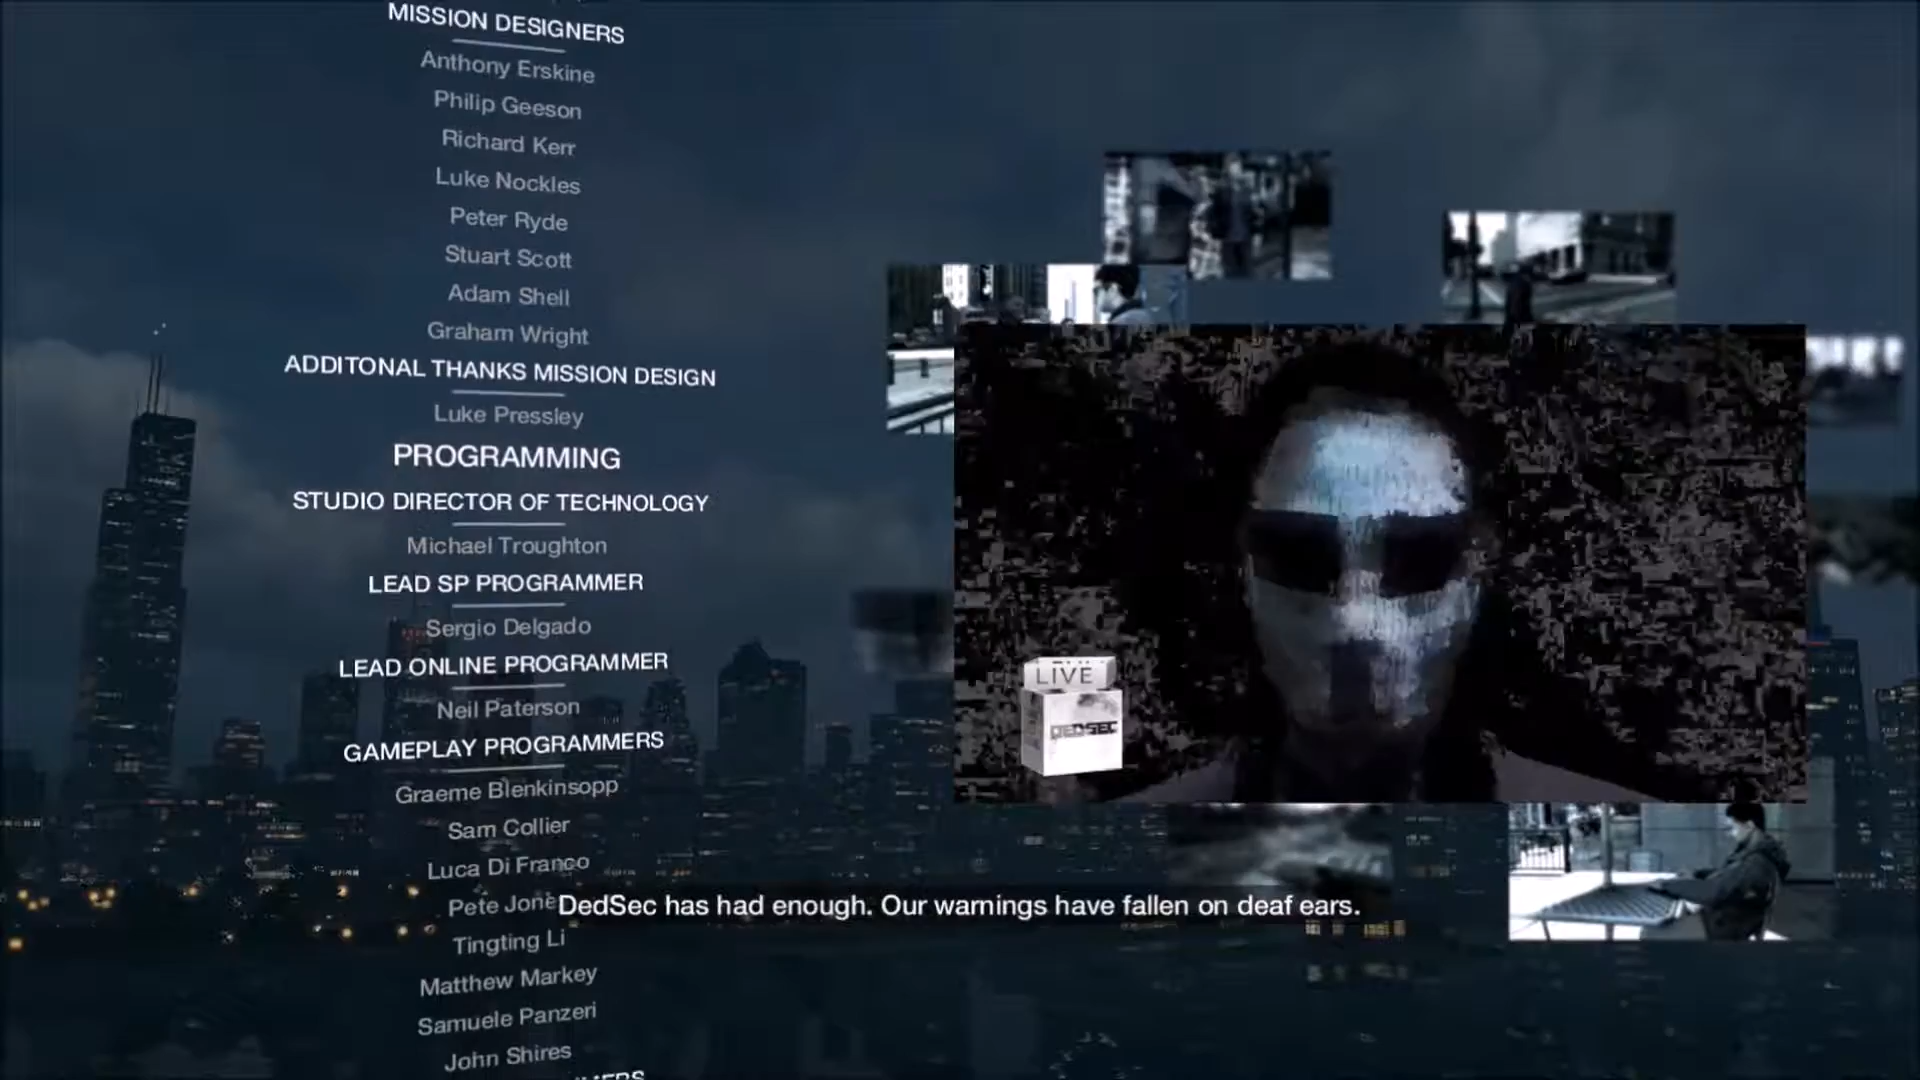 MISSION DESIGNERS
Anthony Erskine
Philip Geeson
Richard Kerr
Luke Nockles
Peter Ryde
Stuart Scott
Adam Shell
Graham Wright
ADDITONAL THANKS MISSION DESIGN
Luke Pressley
PROGRAMMING
STUDIO DIRECTOR OF TECHNOLOGY
Michael Troughton
LEAD SP PROGRAMMER
Sergio Delgado
LEAD ONLINE PROGRAMMER
Neil Paterson
GAMEPLAY PROGRAMMERS
Graeme Blenkinsopp
Sam Collier
Luca Di Franco
Pete Jone
Tingting Li
Matthew Markey
Samuele Panzeri
John Shires
LIVE
DEDSEC
DedSec has had enough. Our warnings have fallen on deaf ears.